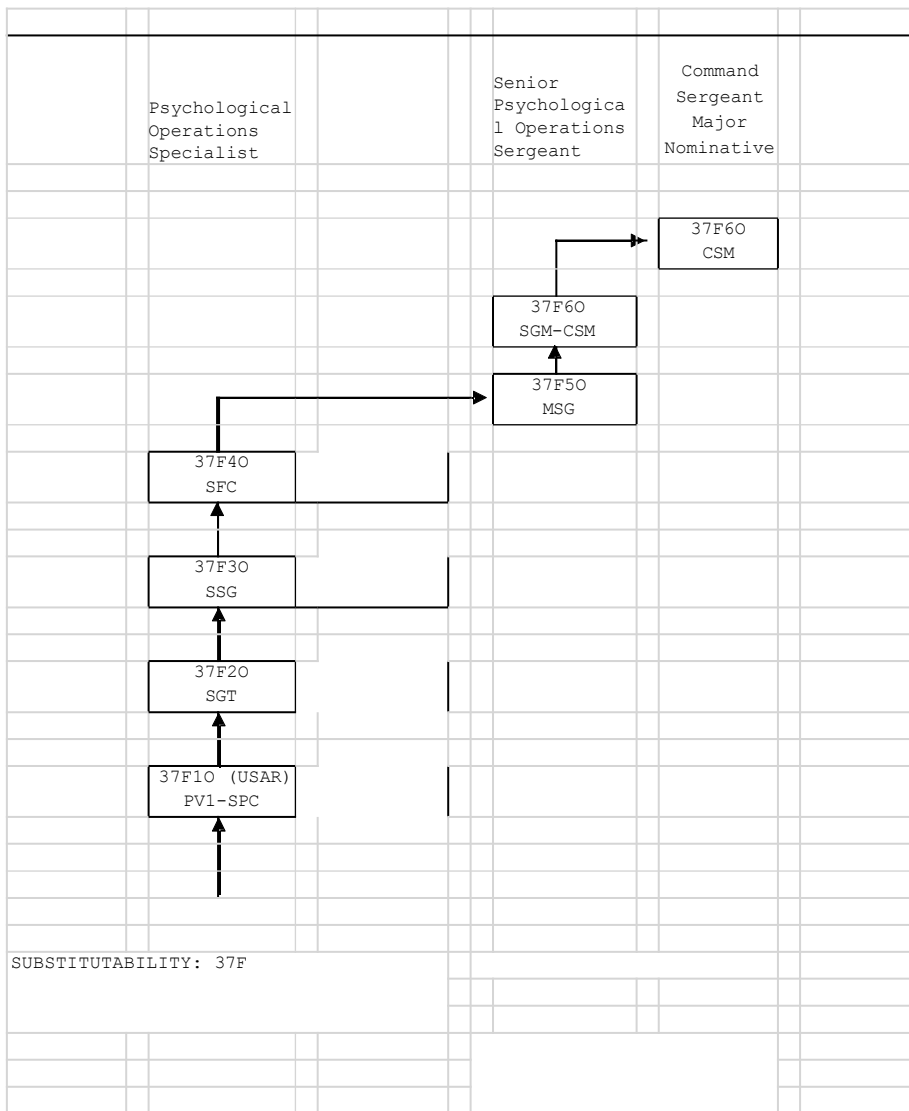 Psychological
Operations
Specialist
Senior
Psychologica
l Operations
Sergeant
Command
Sergeant
Major
Nominative
37F6O
CSM
37F6O
SGM-CSM
37F5O
MSG
37F4O
SFC
37F3O
SSG
37F2O
SGT
37F1O (USAR)
PV1-SPC
SUBSTITUTABILITY: 37F